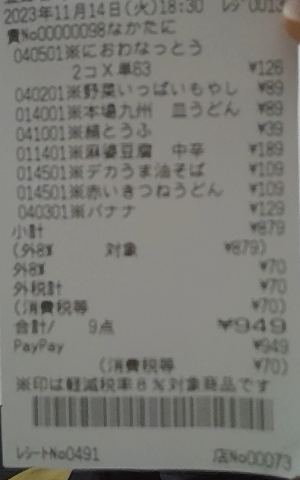 2023年11月14日(火)18:30 レジ0013
責No00000098なかたに
040501※におわなっとう
2コ×単63 ¥126
040201※野菜いっぱいもやし ¥89
014001※本場九州 皿うどん ¥89
041001※絹とうふ ¥39
011401※麻婆豆腐 中辛 ¥189
014501※デカうま油そば ¥109
014501※赤いきつねうどん ¥109
040301※バナナ ¥129
小計 ¥879
(外8% 対象 ¥879)
外8% ¥70
外税計 ¥70
(消費税等 ¥70)
合計/ 9点 ¥949
PayPay ¥949
(消費税等 ¥70)
※印は軽減税率8%対象商品です
レシートNo0491 店No00073